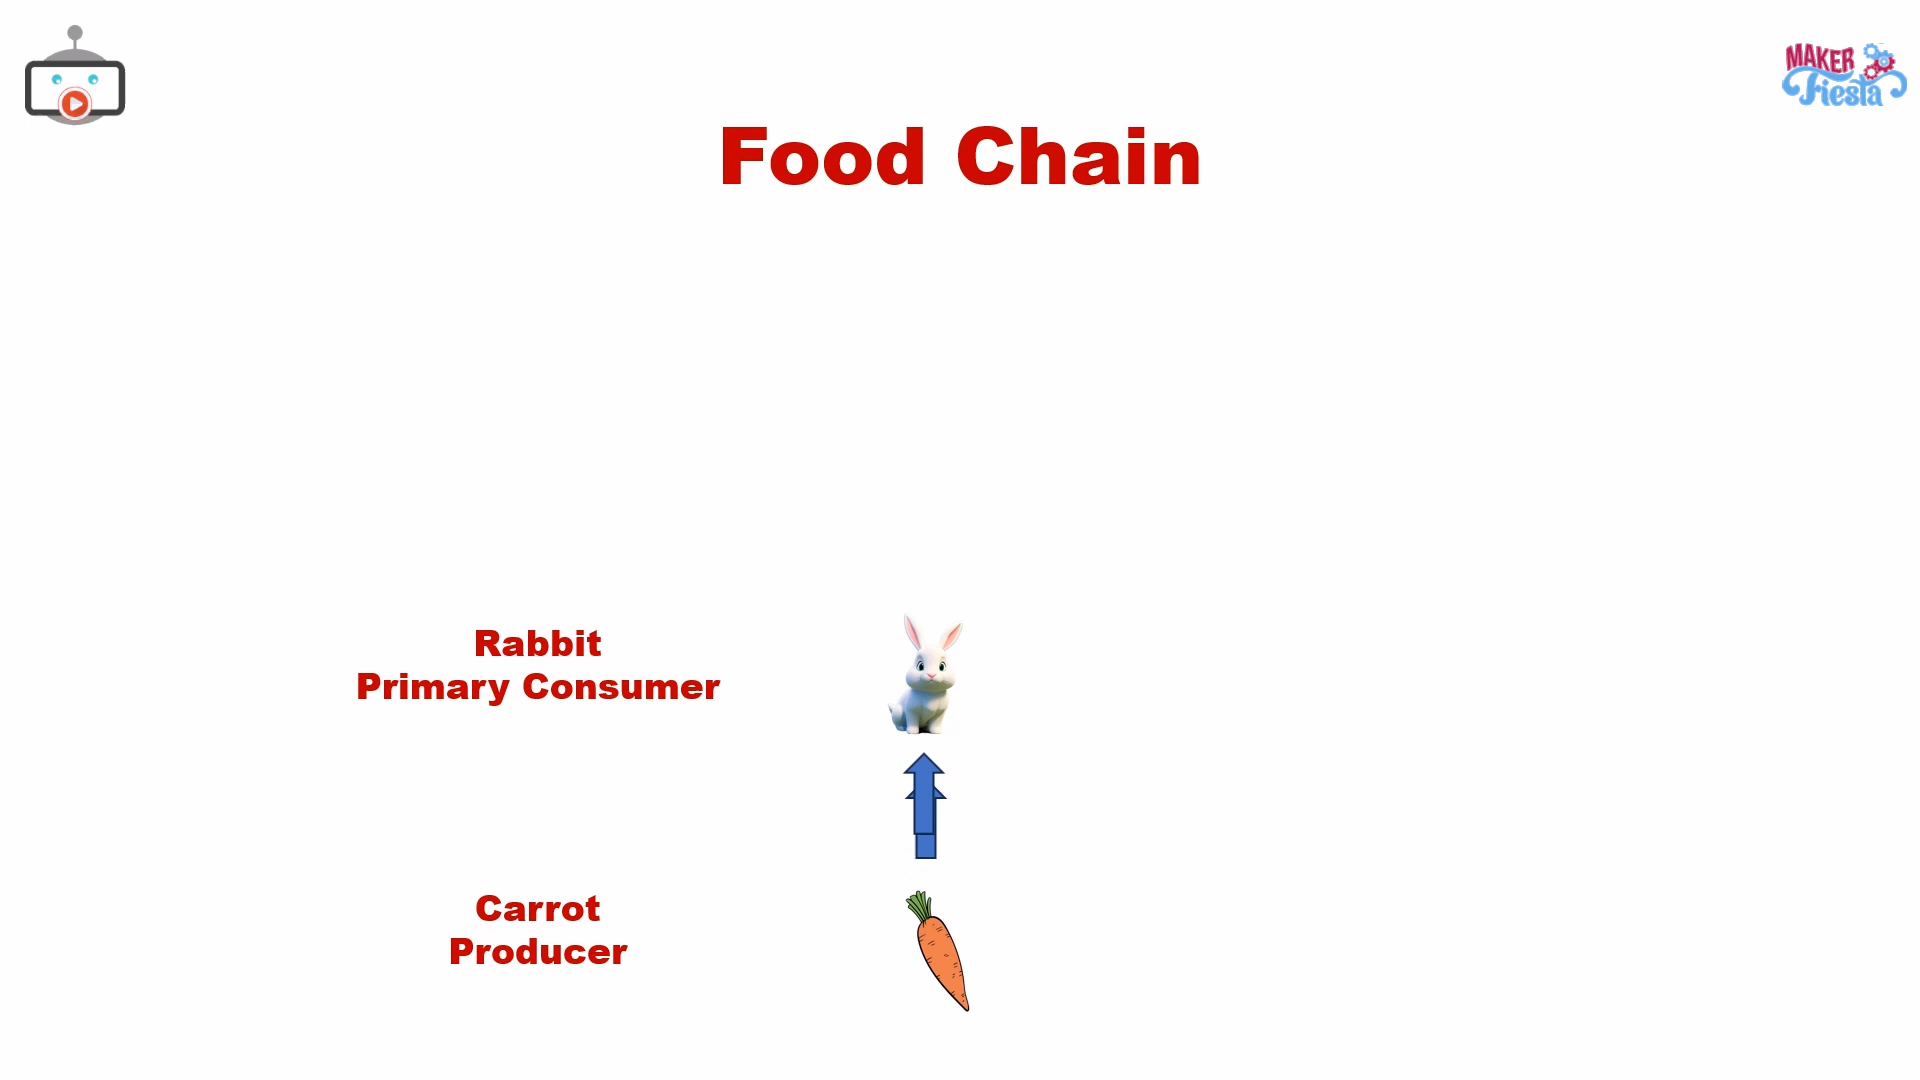 MAKER
Fiesta
Food Chain
Rabbit
Primary Consumer
Carrot
Producer